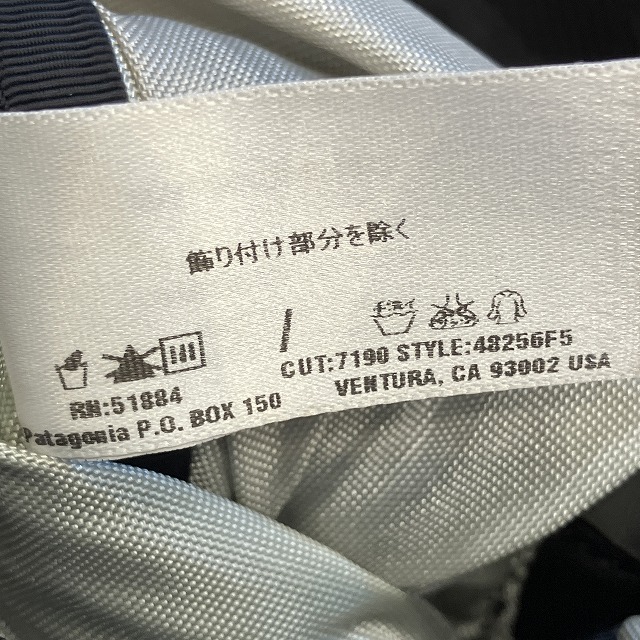 飾り付け部分を除く
CUT:7190 STYLE:48256F5
RN:51884
VENTURA, CA 93002 USA
Patagonia P.O. BOX 150